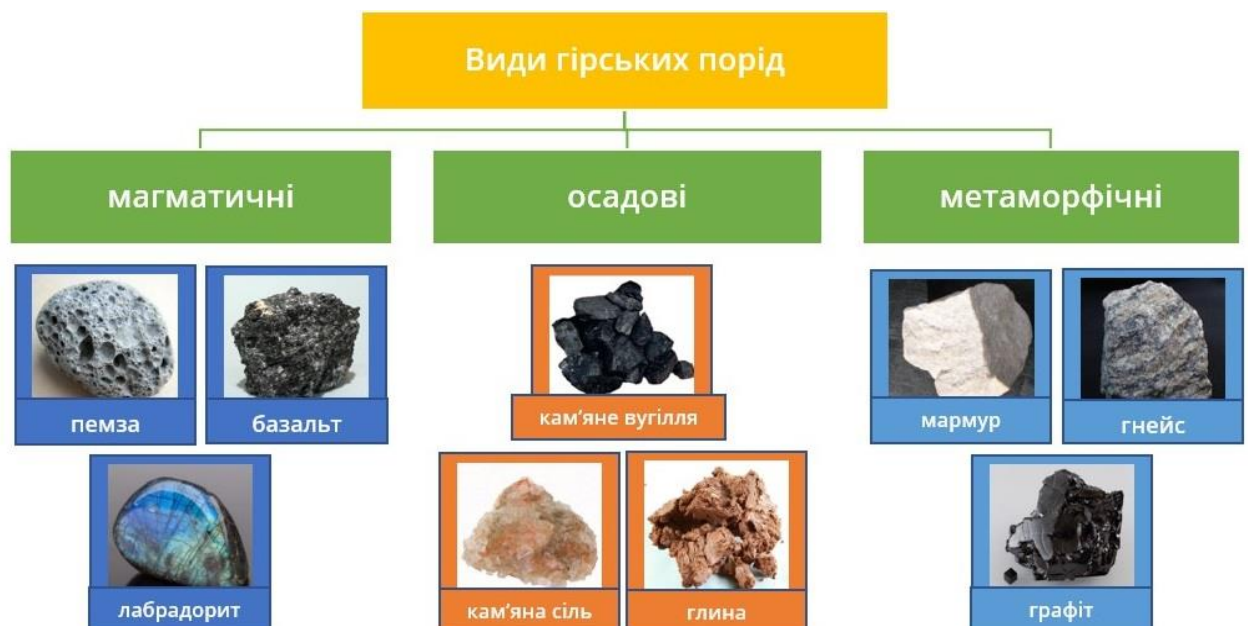 Види гірських порід
магматичні
осадові
метаморфічні
пемза
базальт
лабрадорит
кам’яне вугілля
кам’яна сіль
глина
мармур
гнейс
графіт